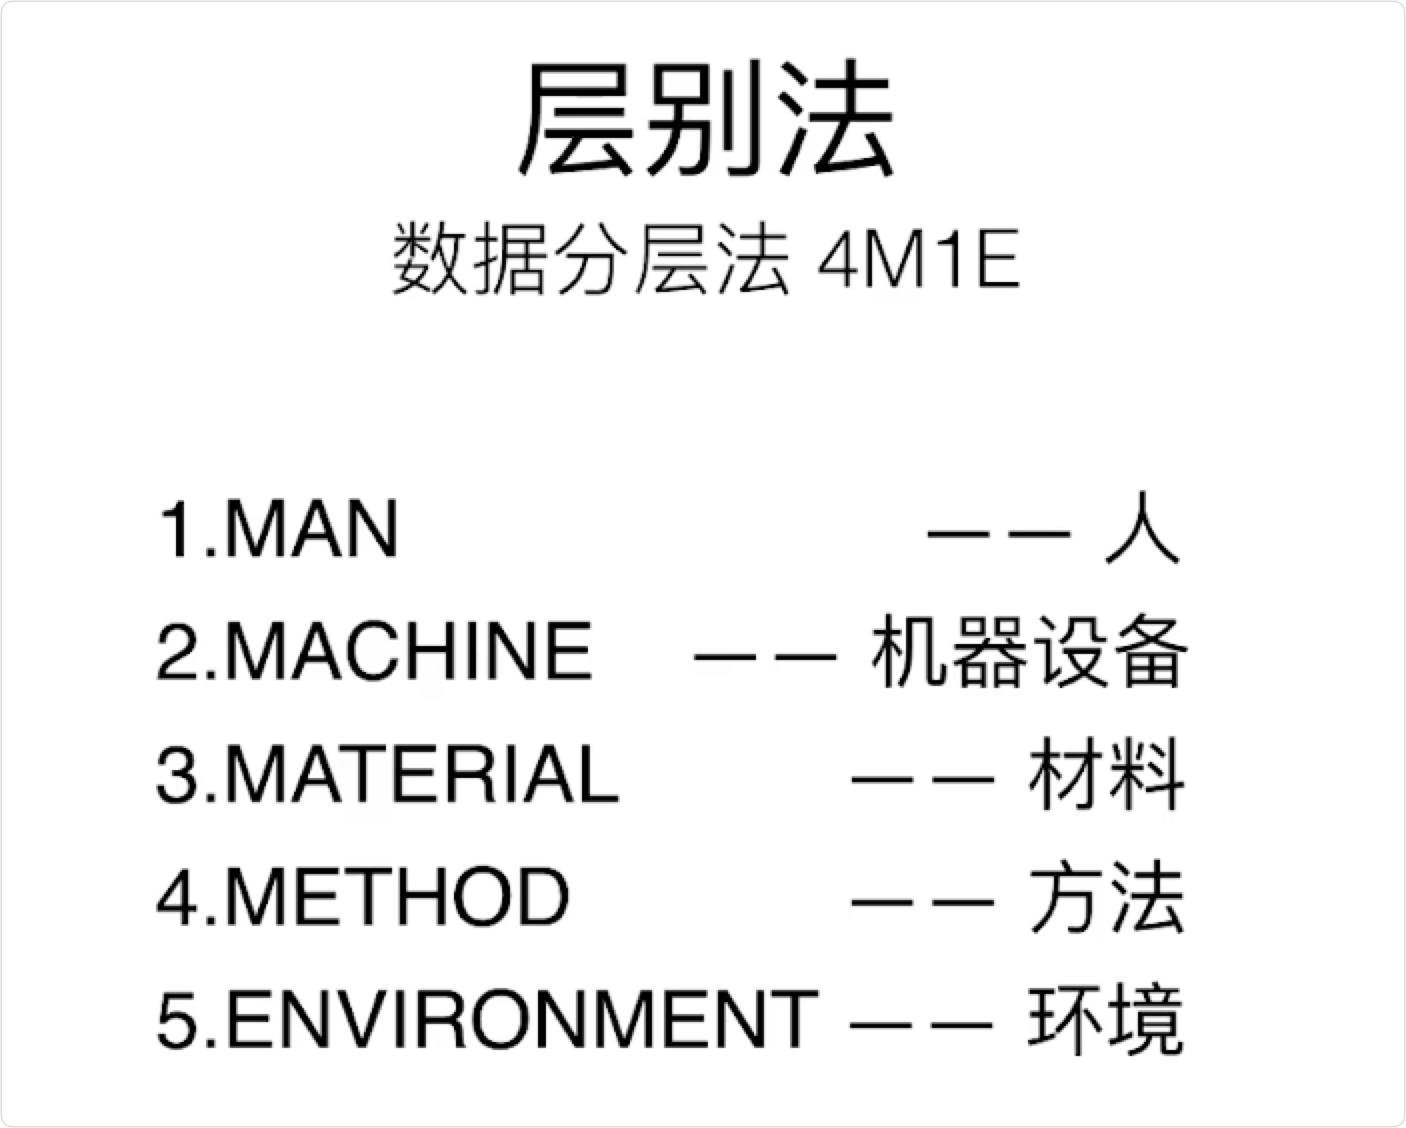 层别法
数据分层法 4M1E
1.MAN —— 人
2.MACHINE —— 机器设备
3.MATERIAL —— 材料
4.METHOD —— 方法
5.ENVIRONMENT —— 环境